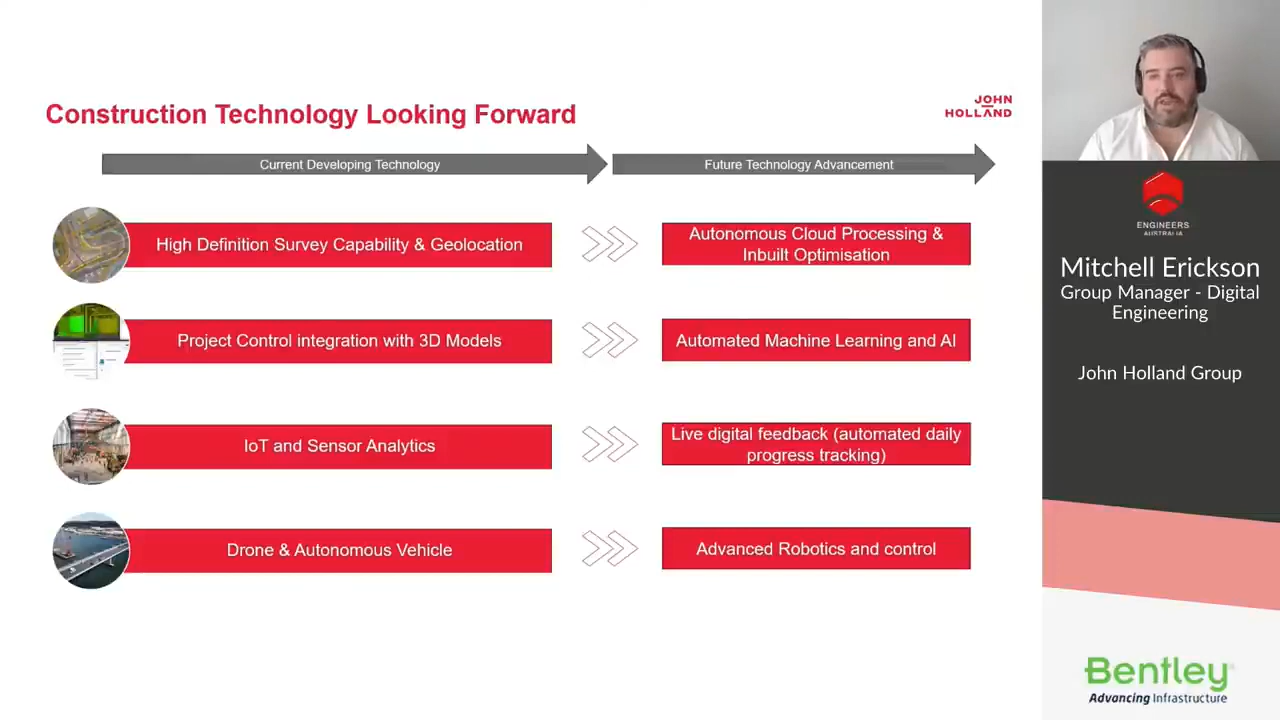 Construction Technology Looking Forward
JOHN
HOLLAND
Current Developing Technology
Future Technology Advancement
High Definition Survey Capability & Geolocation
Autonomous Cloud Processing &
Inbuilt Optimisation
Project Control integration with 3D Models
Automated Machine Learning and AI
IoT and Sensor Analytics
Live digital feedback (automated daily
progress tracking)
Drone & Autonomous Vehicle
Advanced Robotics and control
ENGINEERS
AUSTRALIA
Mitchell Erickson
Group Manager - Digital
Engineering
John Holland Group
Bentley
Advancing Infrastructure